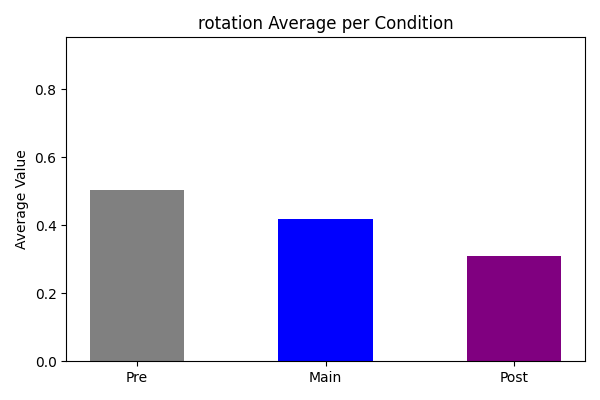 rotation Average per Condition
Average Value
0.8
0.6
0.4
0.2
0.0
Pre
Main
Post